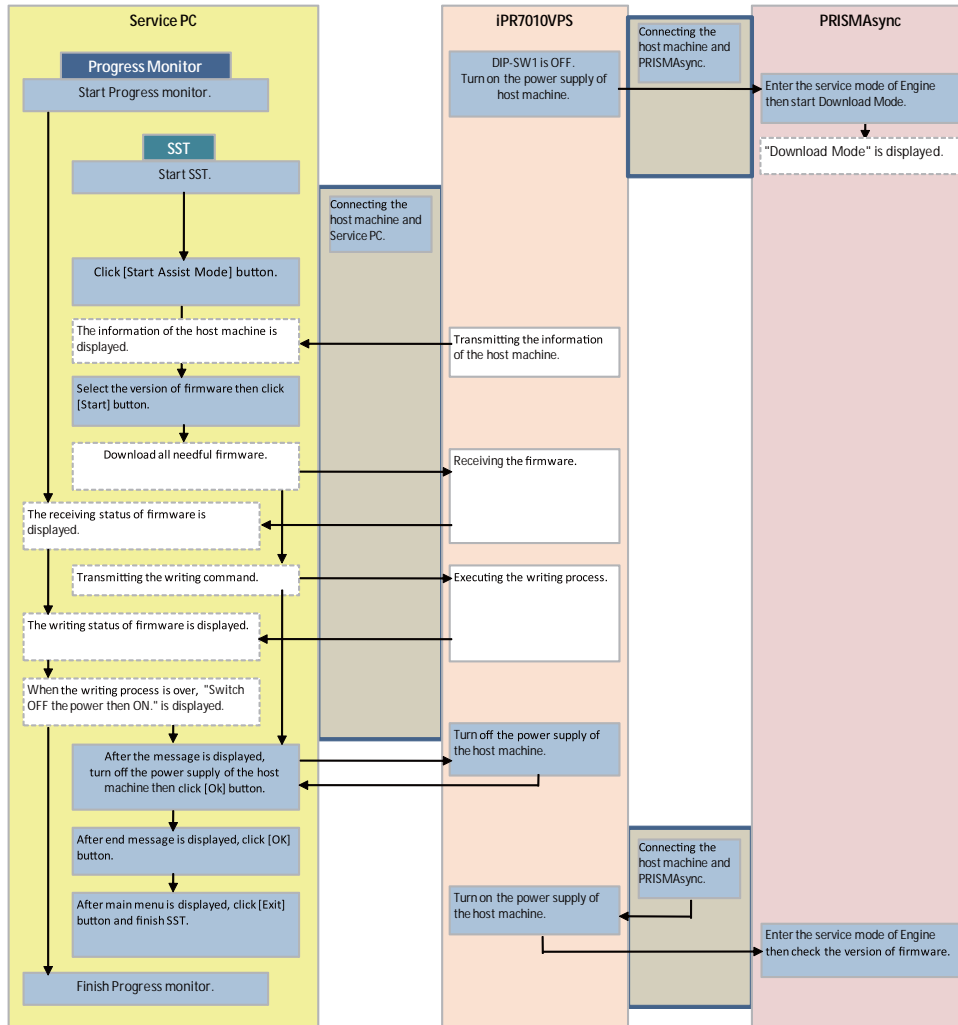 Service PC
iPR7010VPS
PRISMAsync
Progress Monitor
Start Progress monitor.
DIP-SW1 is OFF.
Turn on the power supply of
host machine.
Connecting the
host machine and
PRISMAsync.
Enter the service mode of Engine
then start Download Mode.
"Download Mode" is displayed.
SST
Start SST.
Connecting the
host machine and
Service PC.
Click [Start Assist Mode] button.
The information of the host machine is
displayed.
Transmitting the information
of the host machine.
Select the version of firmware then click
[Start] button.
Download all needful firmware.
Receiving the firmware.
The receiving status of firmware is
displayed.
Transmitting the writing command.
Executing the writing process.
The writing status of firmware is displayed.
When the writing process is over, "Switch
OFF the power then ON." is displayed.
After the message is displayed,
turn off the power supply of the host
machine then click [Ok] button.
Turn off the power supply of
the host machine.
After end message is displayed, click [OK]
button.
Connecting the
host machine and
PRISMAsync.
After main menu is displayed, click [Exit]
button and finish SST.
Turn on the power supply of
the host machine.
Enter the service mode of Engine
then check the version of firmware.
Finish Progress monitor.